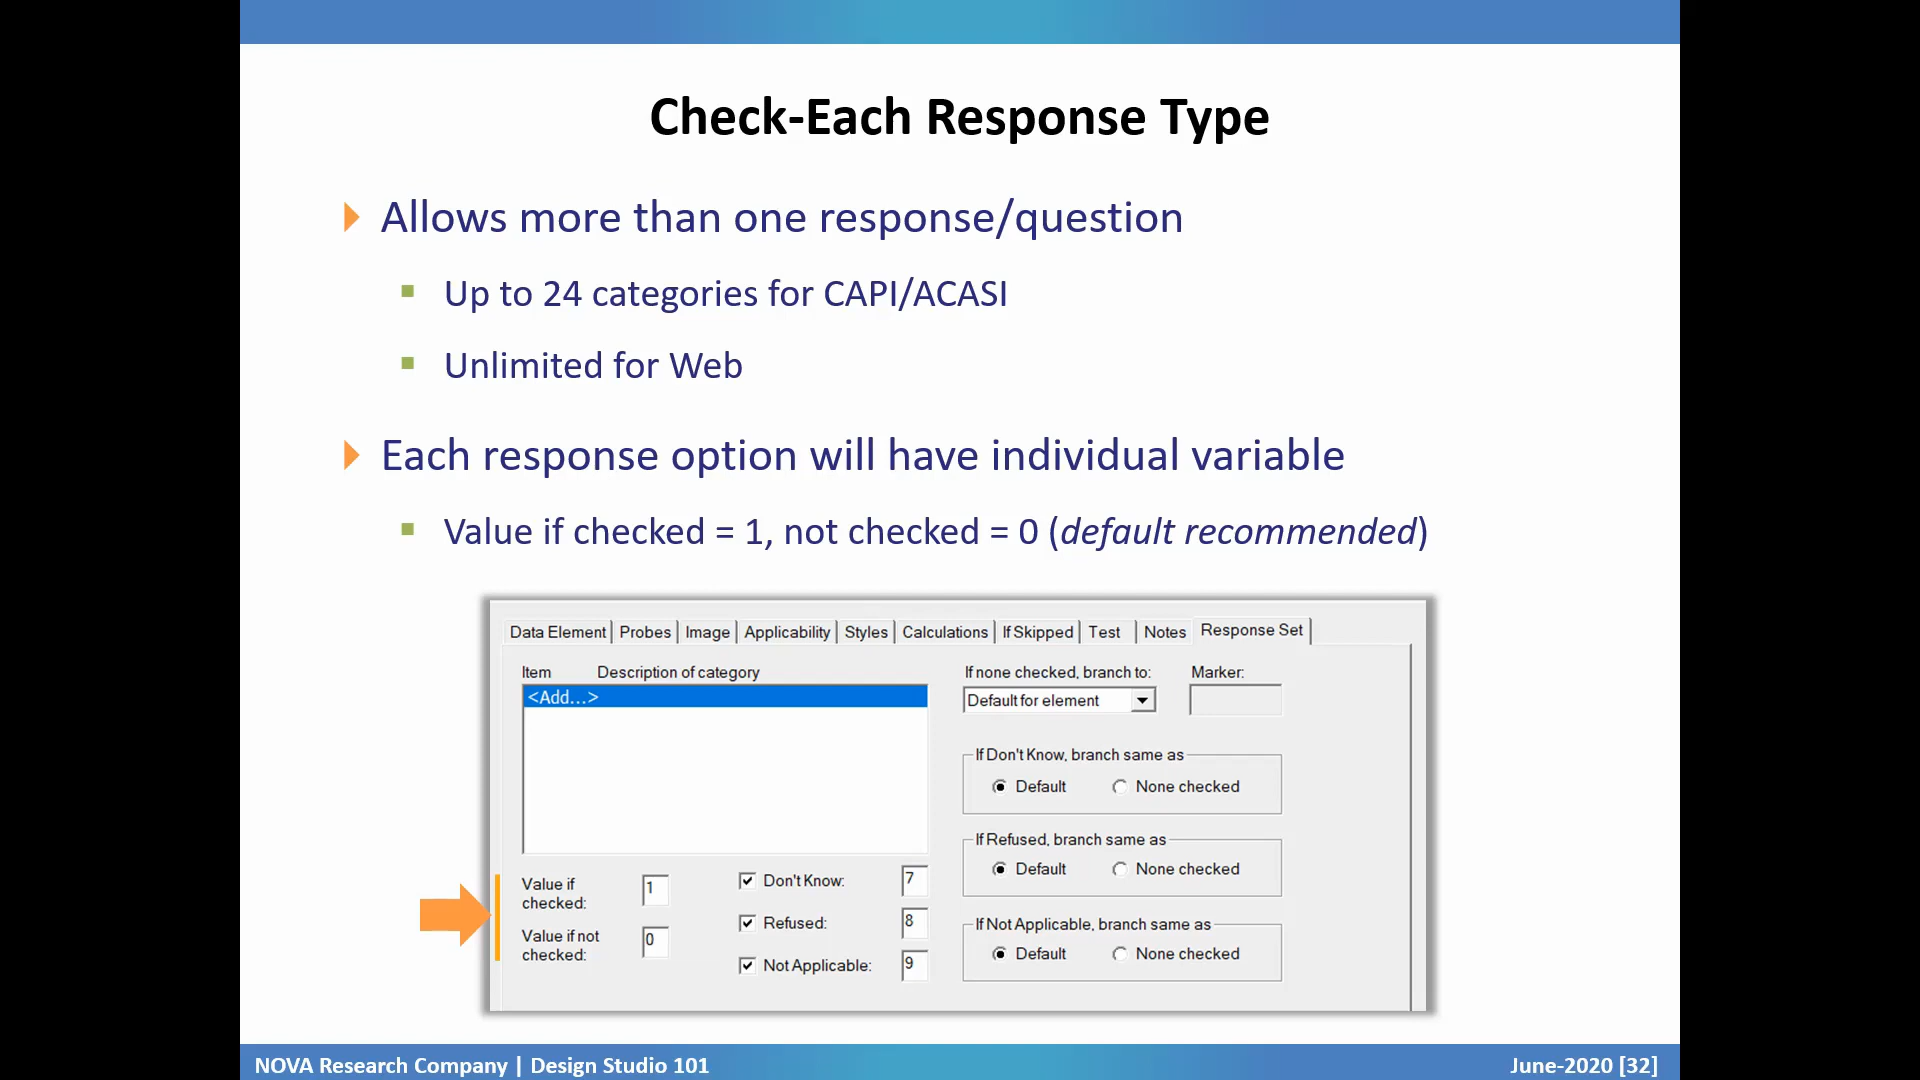 Check-Each Response Type
Allows more than one response/question
Up to 24 categories for CAPI/ACASI
Unlimited for Web
Each response option will have individual variable
Value if checked = 1, not checked = 0 (default recommended)
Data Element Probes Image Applicability Styles Calculations If Skipped Test Notes Response Set
Item Description of category
<Add...>
If none checked, branch to: Marker:
Default for element
If Don't Know, branch same as
Default None checked
If Refused, branch same as
Default None checked
If Not Applicable, branch same as
Default None checked
Value if
checked: 1
Value if not
checked: 0
Don't Know: 7
Refused: 8
Not Applicable: 9
NOVA Research Company | Design Studio 101
June-2020 [32]